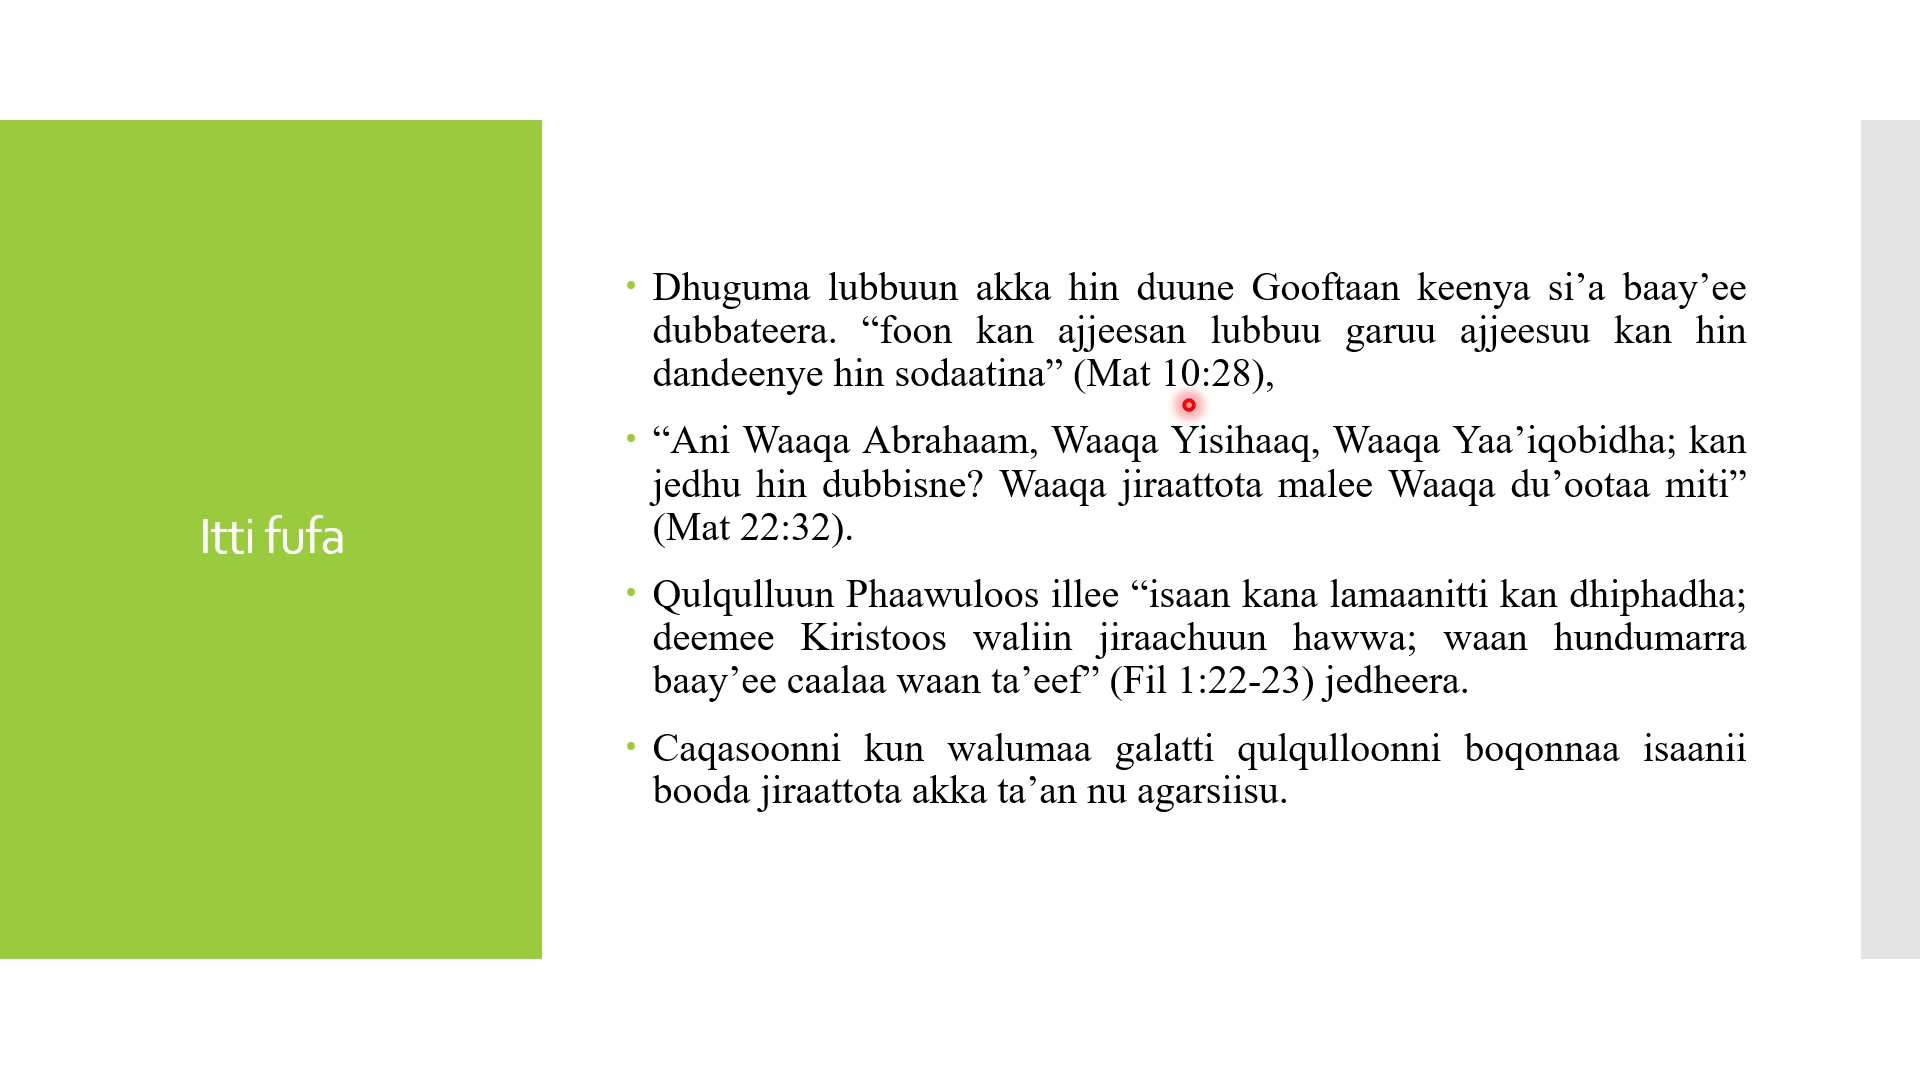 Itti fufa
• Dhuguma lubbuun akka hin duune Gooftaan keenya si’a baay’ee
dubbateera. “foon kan ajjeesan lubbuu garuu ajjeesuu kan hin
dandeenye hin sodaatina” (Mat 10:28),
• “Ani Waaqa Abrahaam, Waaqa Yisihaaq, Waaqa Yaa’iqobidha; kan
jedhu hin dubbisne? Waaqa jiraattota malee Waaqa du’ootaa miti”
(Mat 22:32).
• Qulqulluun Phaawuloos illee “isaan kana lamaanitti kan dhiphadha;
deemee Kiristoos waliin jiraachuun hawwa; waan hundumarra
baay’ee caalaa waan ta’eef” (Fil 1:22-23) jedheera.
• Caqasoonni kun walumaa galatti qulqulloonni boqonnaa isaanii
booda jiraattota akka ta’an nu agarsiisu.